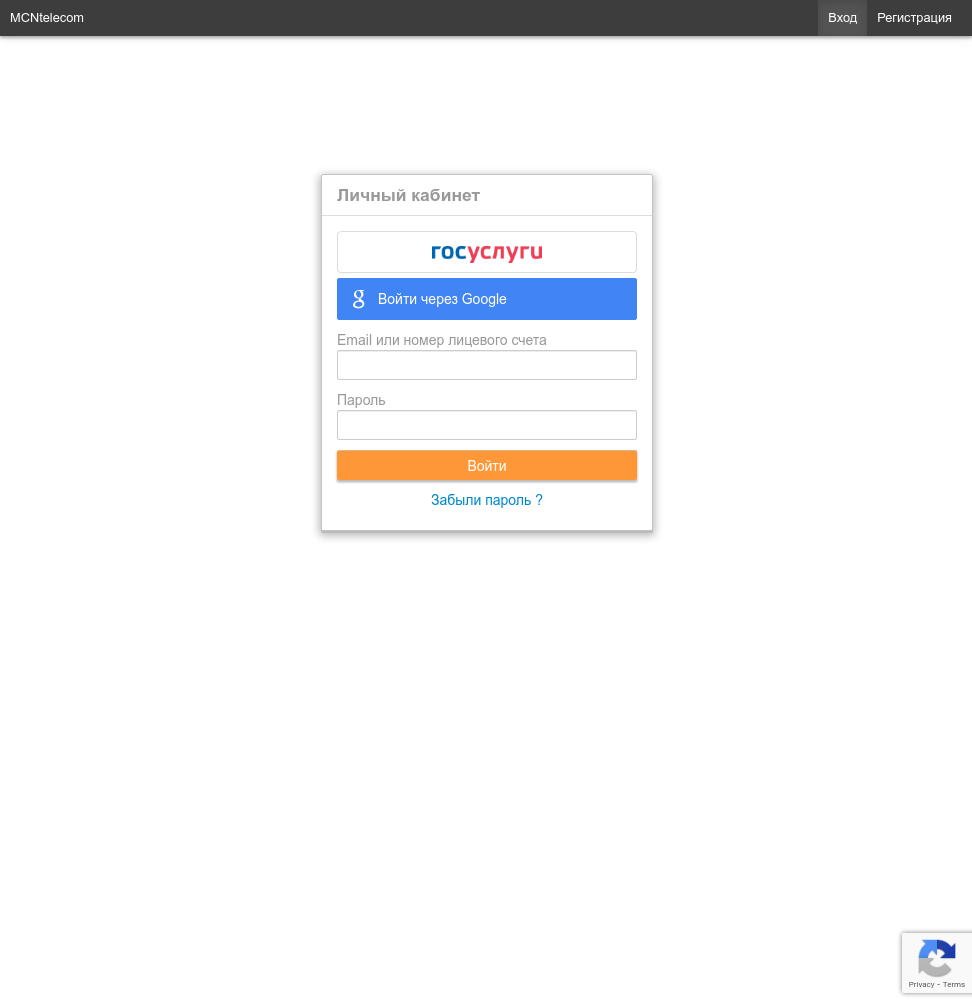 MCNtelecom
Вход
Регистрация
Личный кабинет
госуслуги
g Войти через Google
Email или номер лицевого счета
Пароль
Войти
Забыли пароль ?
Privacy - Terms